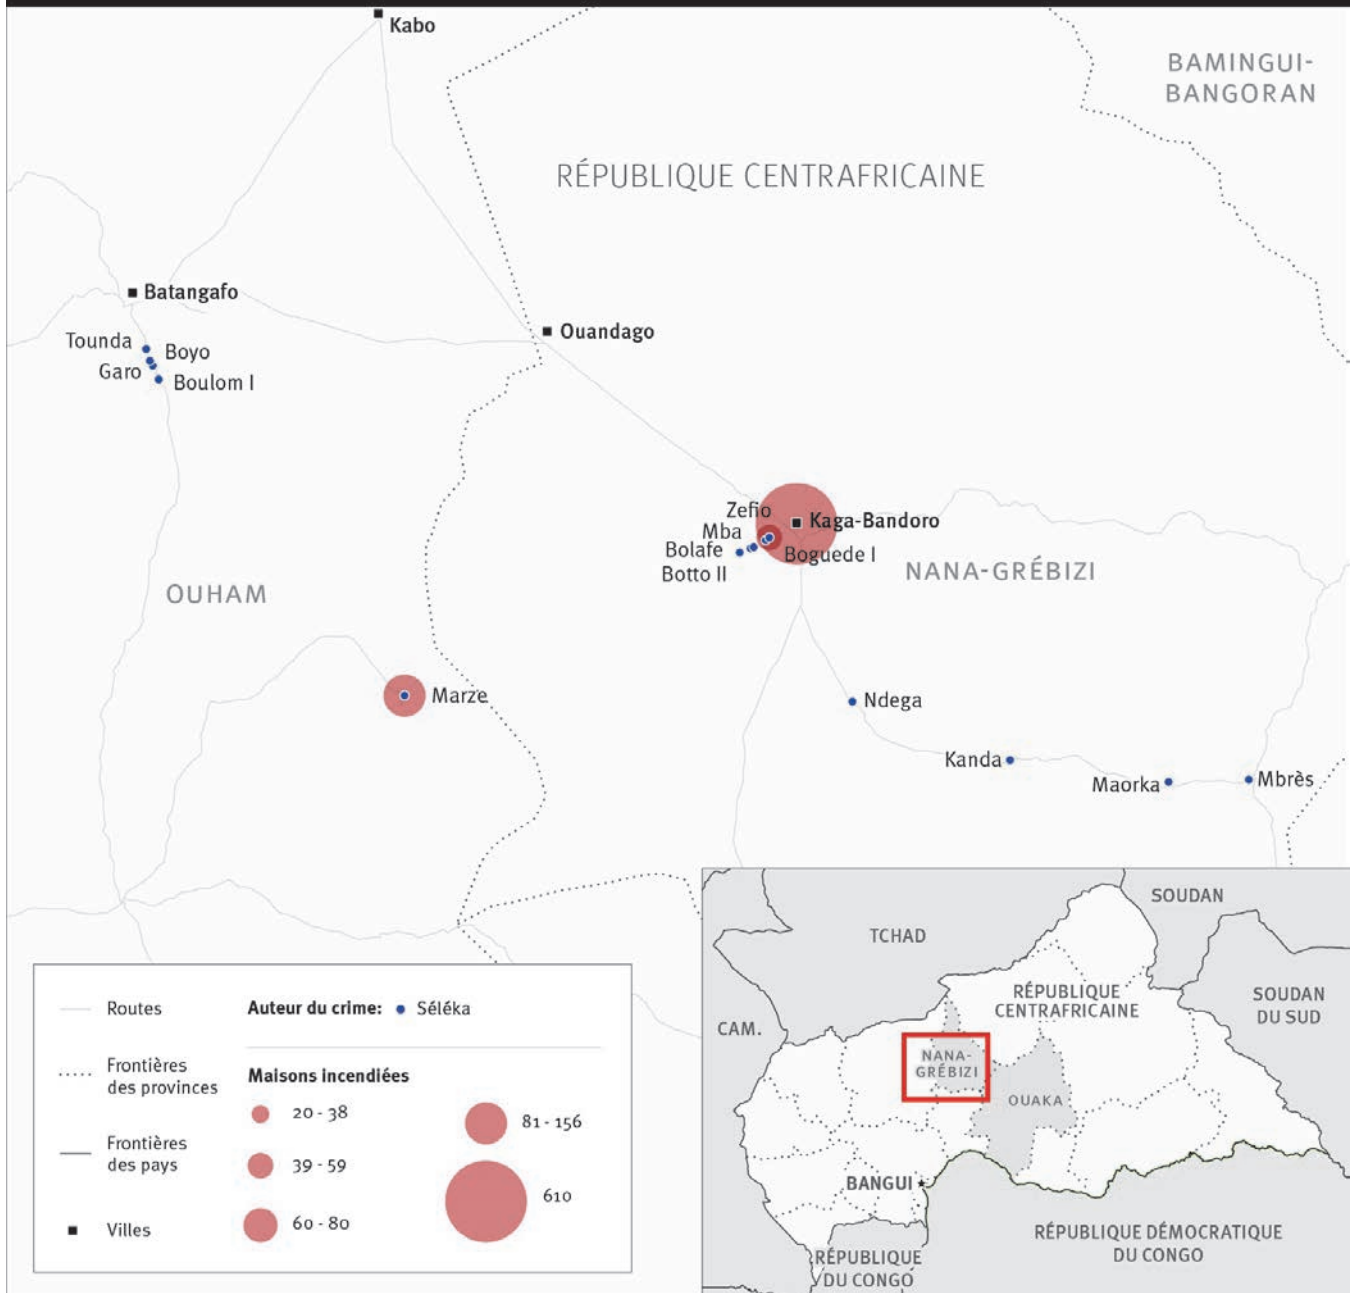 Kabo
BAMINGUI-
BANGORAN
RÉPUBLIQUE CENTRAFRICAINE
Batangafo
Ouandago
Tounda
Boyo
Garo
Boulom I
Zefio
Kaga-Bandoro
Mba
Bolafe
Boguede I
Botto II
NANA-GRÉBIZI
OUHAM
Marze
Ndega
Kanda
Maorka
Mbrès
Routes
Frontières
des provinces
Frontières
des pays
Villes
Auteur du crime:
Séléka
Maisons incendiées
20 - 38
39 - 59
60 - 80
81 - 156
610
SOUDAN
TCHAD
RÉPUBLIQUE
CENTRAFRICAINE
SOUDAN
DU SUD
CAM.
NANA-
GRÉBIZI
OUAKA
BANGUI
RÉPUBLIQUE DÉMOCRATIQUE
DU CONGO
RÉPUBLIQUE
DU CONGO